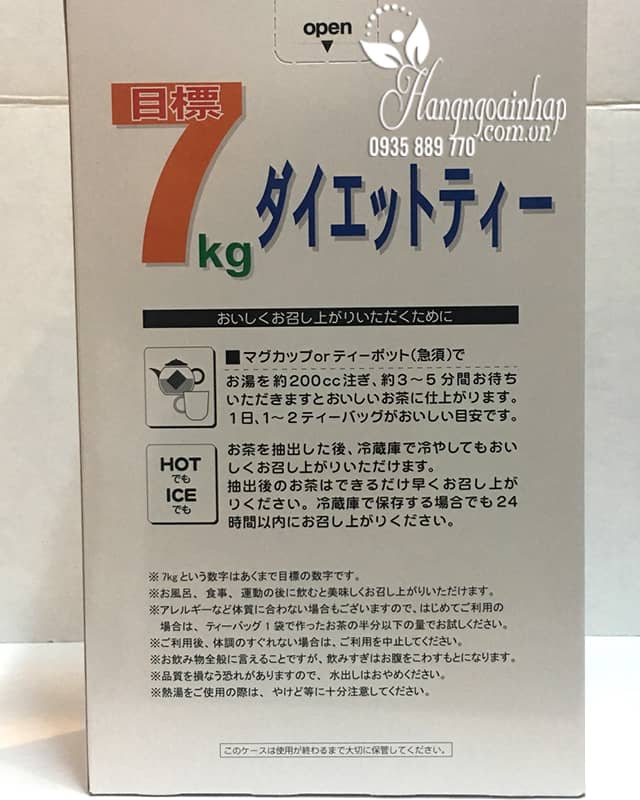 open
Hangngoainhap
.com.vn
0935 889 770
目標
7kg
ダイエットティー
おいしくお召し上がりいただくために
■マグカップorティーポット(急須)で
お湯を約200cc注ぎ、約3～5分間お待ち
いただきますとおいしいお茶に仕上がります。
1日、1～2ティーバッグがおいしい目安です。
HOT
でも
ICE
でも
お茶を抽出した後、冷蔵庫で冷やしてもおい
しくお召し上がりいただけます。
抽出後のお茶はできるだけ早くお召し上が
りください。冷蔵庫で保存する場合でも24
時間以内にお召し上がりください。
※7kgという数字はあくまで目標の数字です。
※お風呂、食事、運動の後に飲むと美味しくお召し上がりいただけます。
※アレルギーなど体質に合わない場合もございますので、はじめてご利用の
場合は、ティーバッグ1袋で作ったお茶の半分以下の量でお試しください。
※ご利用後、体調のすぐれない場合は、ご利用を中止してください。
※お飲み物全般に言えることですが、飲みすぎはお腹をこわすもとになります。
※品質を損なう恐れがありますので、水出しはおやめください。
※熱湯をご使用の際は、やけど等に十分注意してください。
このケースは使用が終わるまで大切に保管してください。